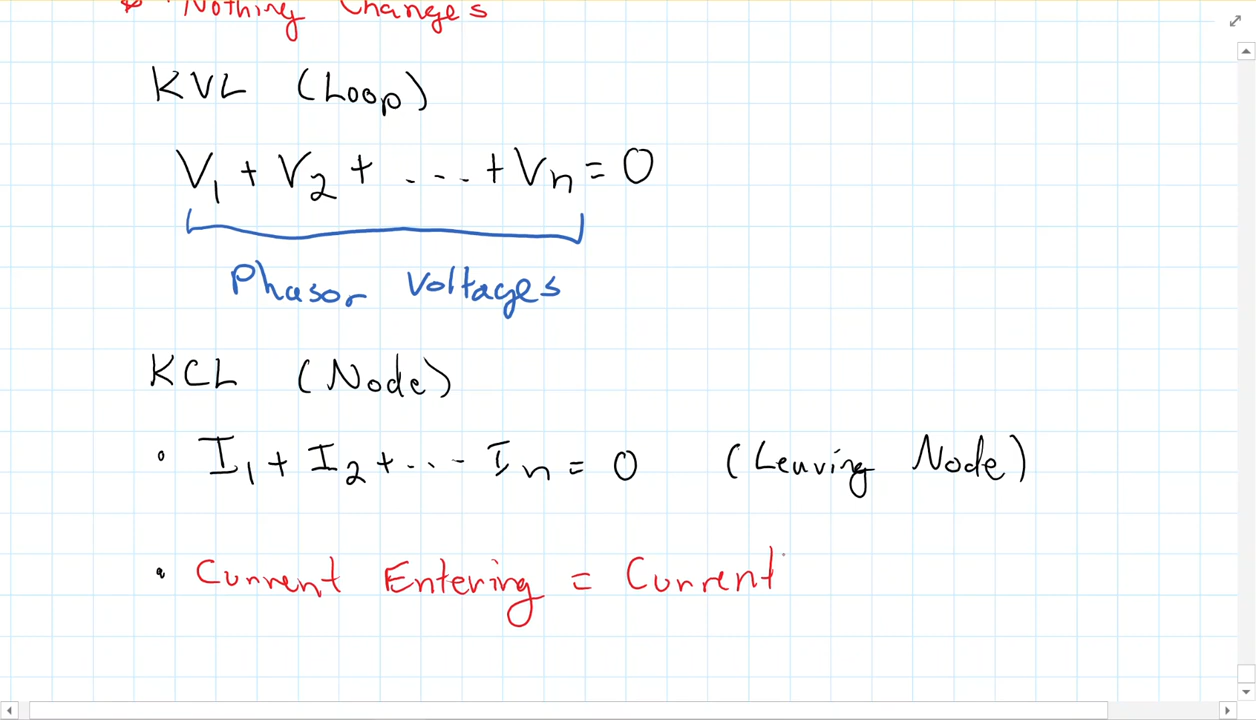 * Nothing Changes
KVL (Loop)
V1 + V2 + ... + Vn = 0
Phasor Voltages
KCL (Node)
• I1 + I2 + ... In = 0 (Leaving Node)
• Current Entering = Current